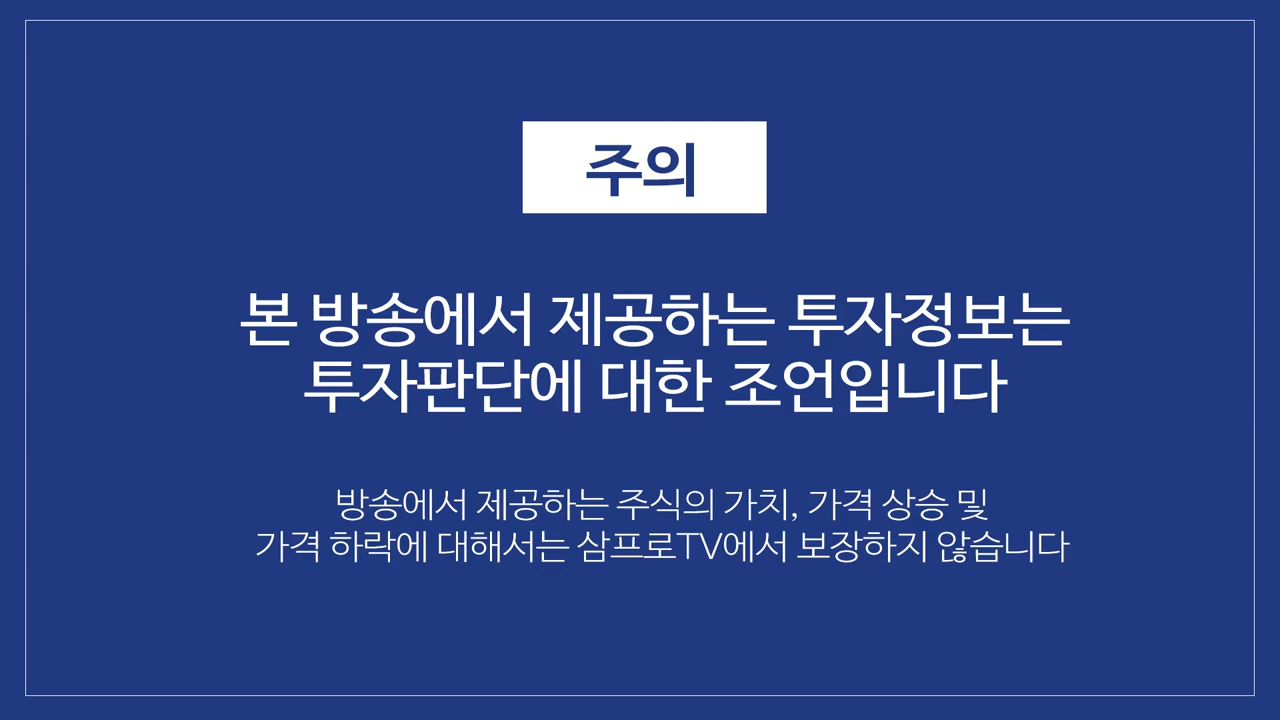 주의
본 방송에서 제공하는 투자정보는
투자판단에 대한 조언입니다
방송에서 제공하는 주식의 가치, 가격 상승 및
가격 하락에 대해서는 삼프로TV에서 보장하지 않습니다